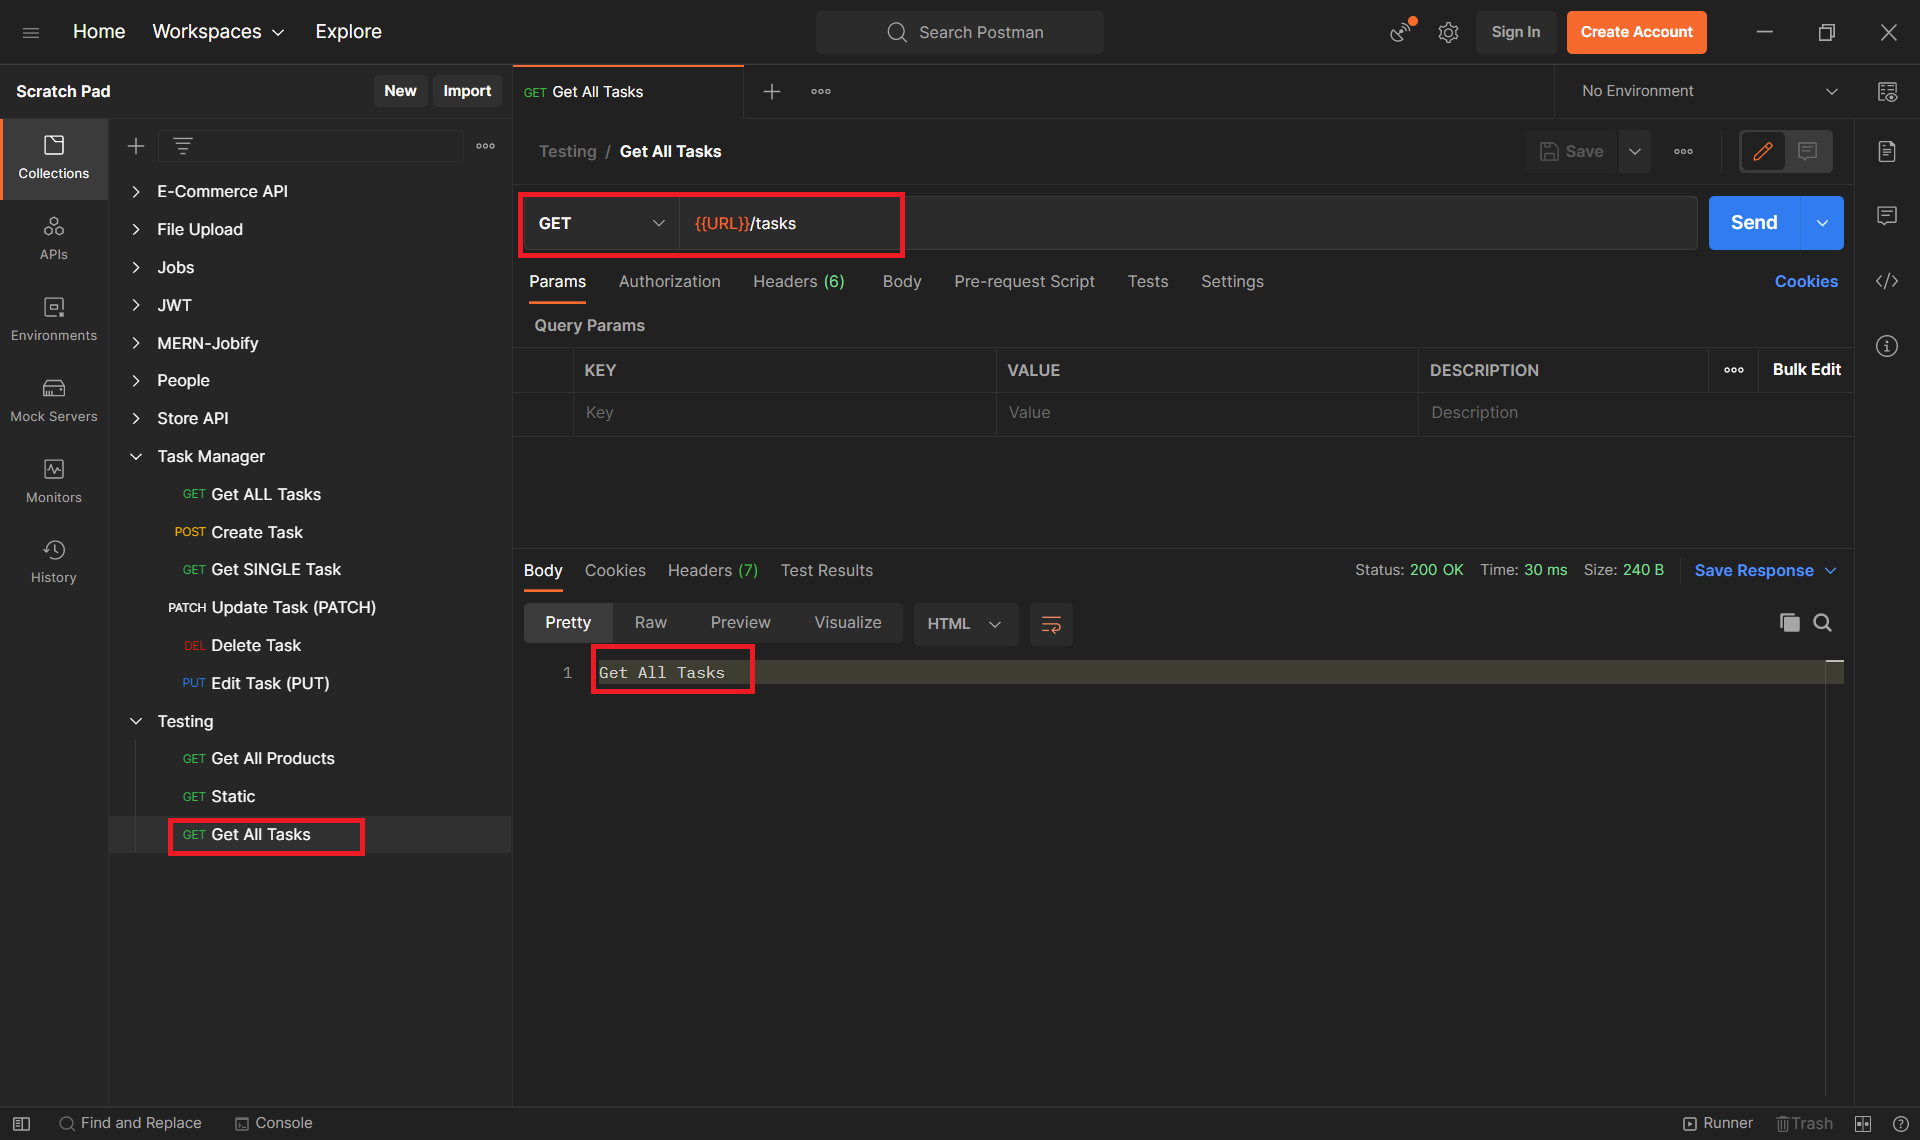 Home Workspaces Explore Search Postman Sign In Create Account
Scratch Pad New Import GET Get All Tasks No Environment
Collections
APIs
Environments
Mock Servers
Monitors
History
E-Commerce API
File Upload
Jobs
JWT
MERN-Jobify
People
Store API
Task Manager
GET Get ALL Tasks
POST Create Task
GET Get SINGLE Task
PATCH Update Task (PATCH)
DEL Delete Task
PUT Edit Task (PUT)
Testing
GET Get All Products
GET Static
GET Get All Tasks
Testing / Get All Tasks Save
GET {{URL}}/tasks Send
Params Authorization Headers (6) Body Pre-request Script Tests Settings Cookies
Query Params
KEY VALUE DESCRIPTION Bulk Edit
Key Value Description
Body Cookies Headers (7) Test Results Status: 200 OK Time: 30 ms Size: 240 B Save Response
Pretty Raw Preview Visualize HTML
1 Get All Tasks
Find and Replace Console Runner Trash